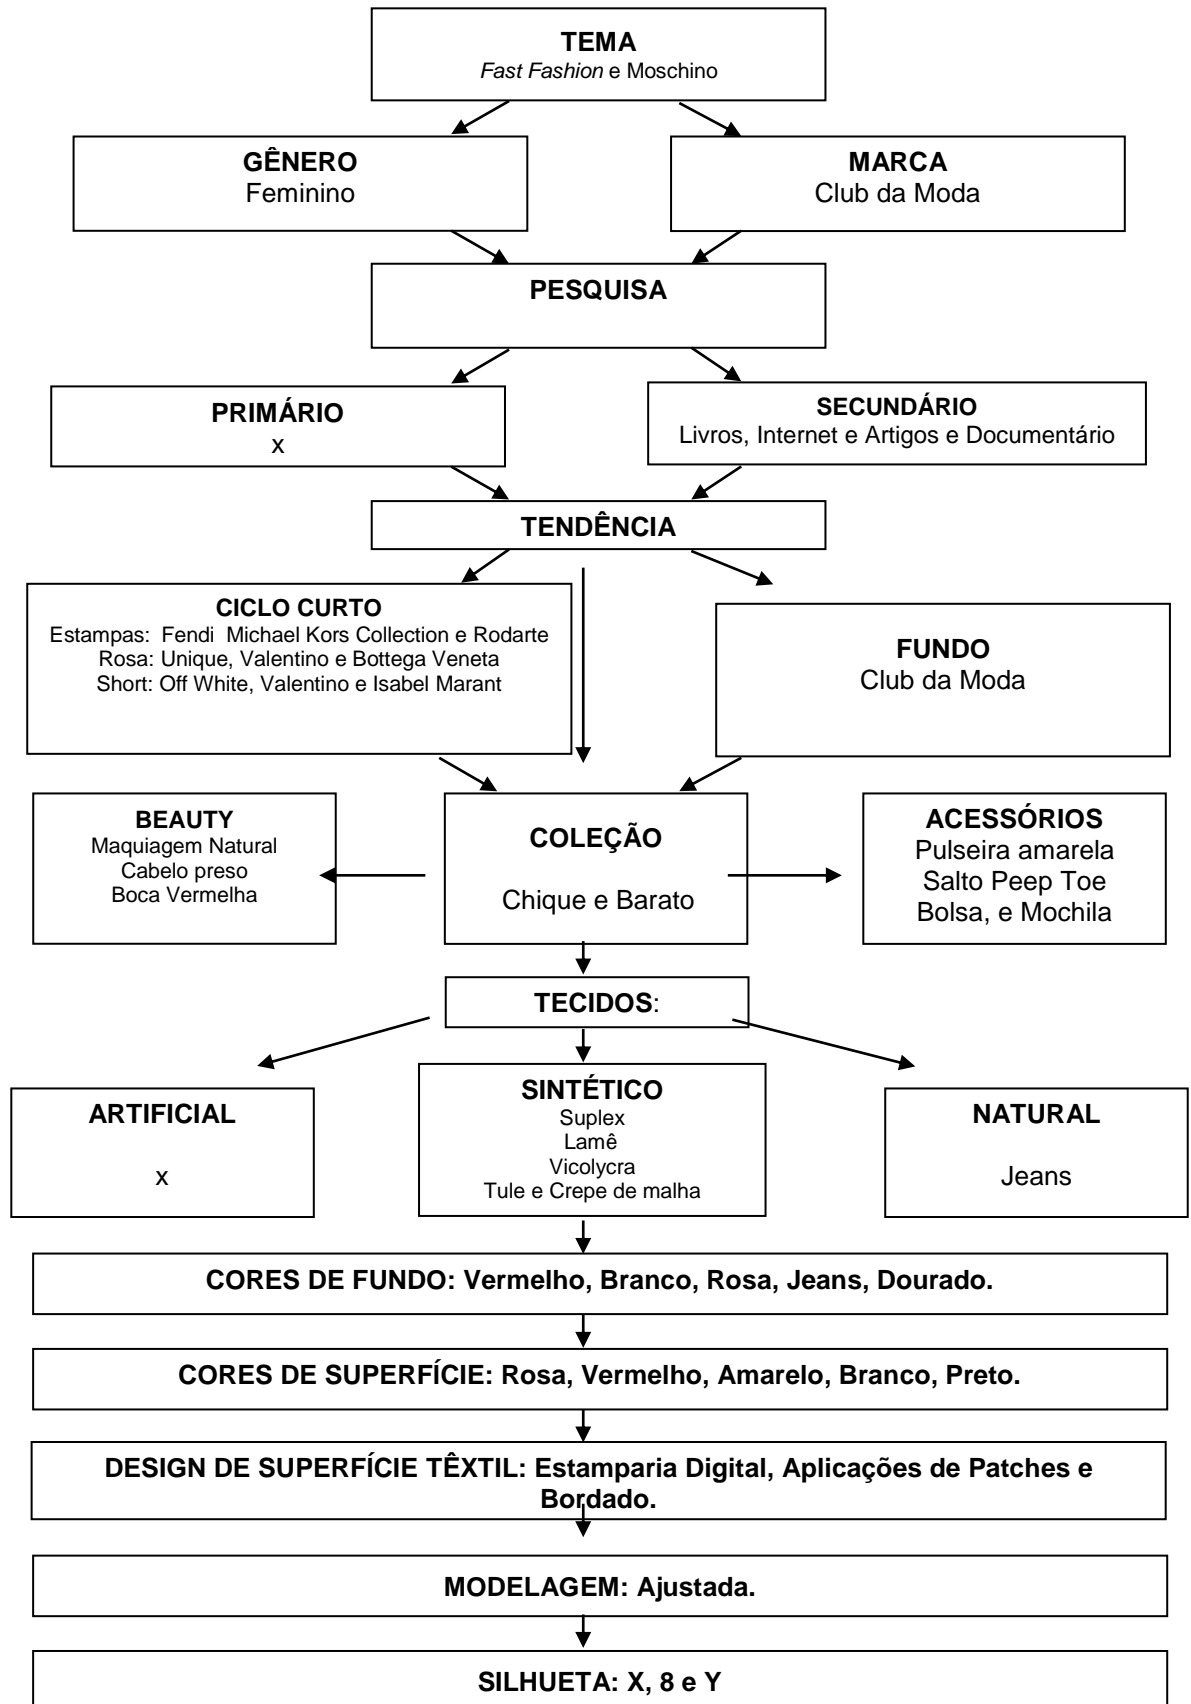 TEMA
Fast Fashion e Moschino
GÊNERO
Feminino
MARCA
Club da Moda
PESQUISA
PRIMÁRIO
x
SECUNDÁRIO
Livros, Internet e Artigos e Documentário
TENDÊNCIA
CICLO CURTO
Estampas: Fendi Michael Kors Collection e Rodarte
Rosa: Unique, Valentino e Bottega Veneta
Short: Off White, Valentino e Isabel Marant
FUNDO
Club da Moda
BEAUTY
Maquiagem Natural
Cabelo preso
Boca Vermelha
COLEÇÃO
Chique e Barato
ACESSÓRIOS
Pulseira amarela
Salto Peep Toe
Bolsa, e Mochila
TECIDOS:
ARTIFICIAL
x
SINTÉTICO
Suplex
Lamê
Vicolycra
Tule e Crepe de malha
NATURAL
Jeans
CORES DE FUNDO: Vermelho, Branco, Rosa, Jeans, Dourado.
CORES DE SUPERFÍCIE: Rosa, Vermelho, Amarelo, Branco, Preto.
DESIGN DE SUPERFÍCIE TÊXTIL: Estamparia Digital, Aplicações de Patches e
Bordado.
MODELAGEM: Ajustada.
SILHUETA: X, 8 e Y